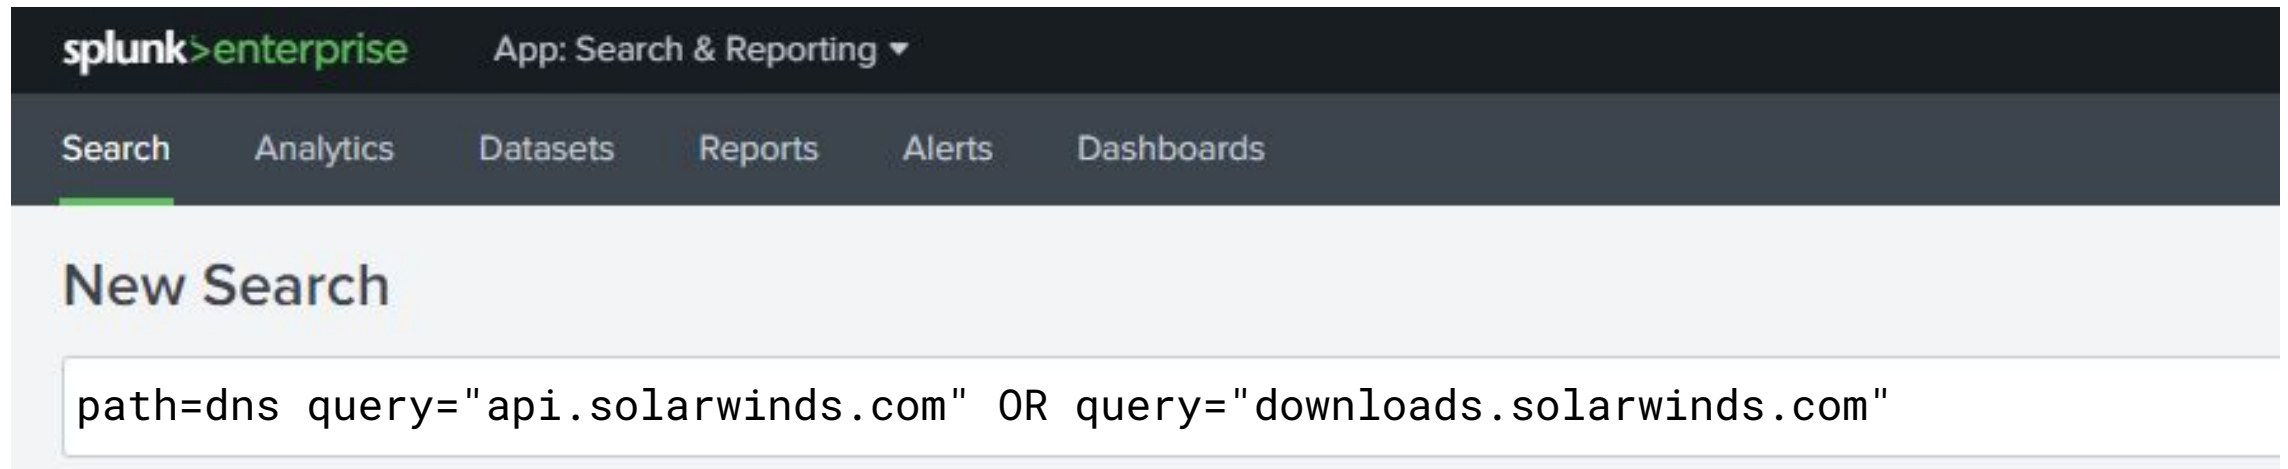 splunk>enterprise App: Search & Reporting
Search Analytics Datasets Reports Alerts Dashboards
New Search
path=dns query="api.solarwinds.com" OR query="downloads.solarwinds.com"